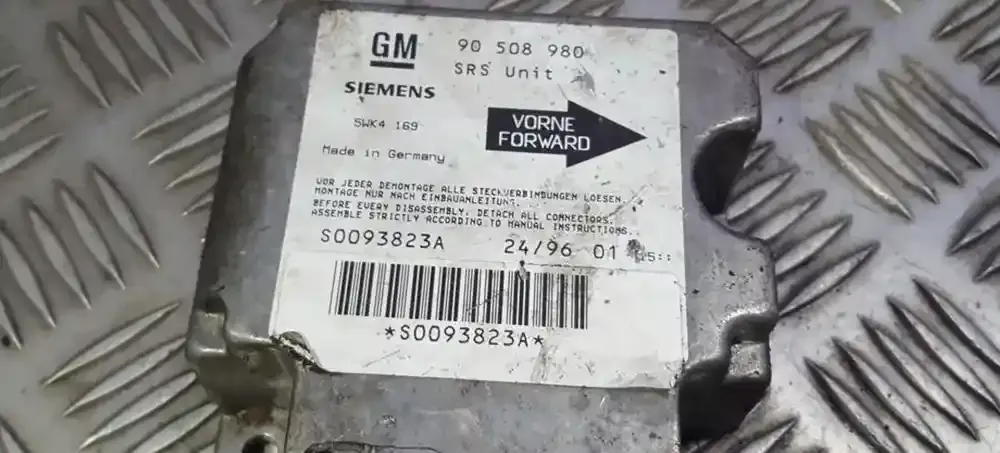 GM 90 508 980
SRS Unit
SIEMENS
5WK4 169
VORNE
FORWARD
Made in Germany
VOR JEDER DEMONTAGE ALLE STECKVERBINDUNGEN LOESEN.
MONTAGE NUR NACH EINBAUANLEITUNG.
BEFORE EVERY DISASSEMBLY, DETACH ALL CONNECTORS.
ASSEMBLE STRICTLY ACCORDING TO MANUAL INSTRUCTIONS..
S0093823A 24/96 01
*S0093823A*